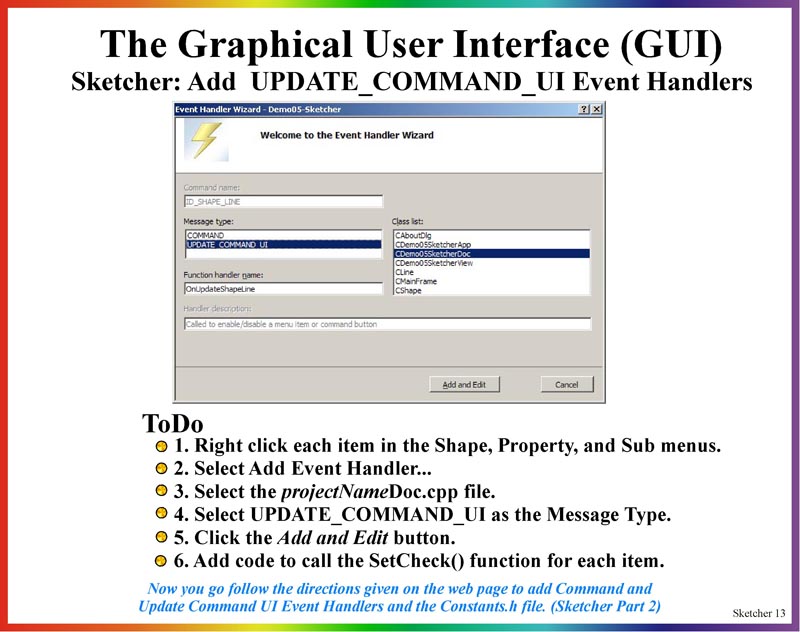 The Graphical User Interface (GUI)
Sketcher: Add  UPDATE_COMMAND_UI Event Handlers
Event Handler Wizard - Demo05-Sketcher
Welcome to the Event Handler Wizard
Command name:
ID_SHAPE_LINE
Message type:
COMMAND
UPDATE_COMMAND_UI
Class list:
CAboutDlg
CDemo05SketcherApp
CDemo05SketcherDoc
CDemo05SketcherView
CLine
CMainFrame
CShape
Function handler name:
OnUpdateShapeLine
Handler description:
Called to enable/disable a menu item or command button
Add and Edit
Cancel
ToDo
1. Right click each item in the Shape, Property, and Sub menus.
2. Select Add Event Handler...
3. Select the projectNameDoc.cpp file.
4. Select UPDATE_COMMAND_UI as the Message Type.
5. Click the Add and Edit button.
6. Add code to call the SetCheck() function for each item.
Now you go follow the directions given on the web page to add Command and
Update Command UI Event Handlers and the Constants.h file. (Sketcher Part 2)
Sketcher 13